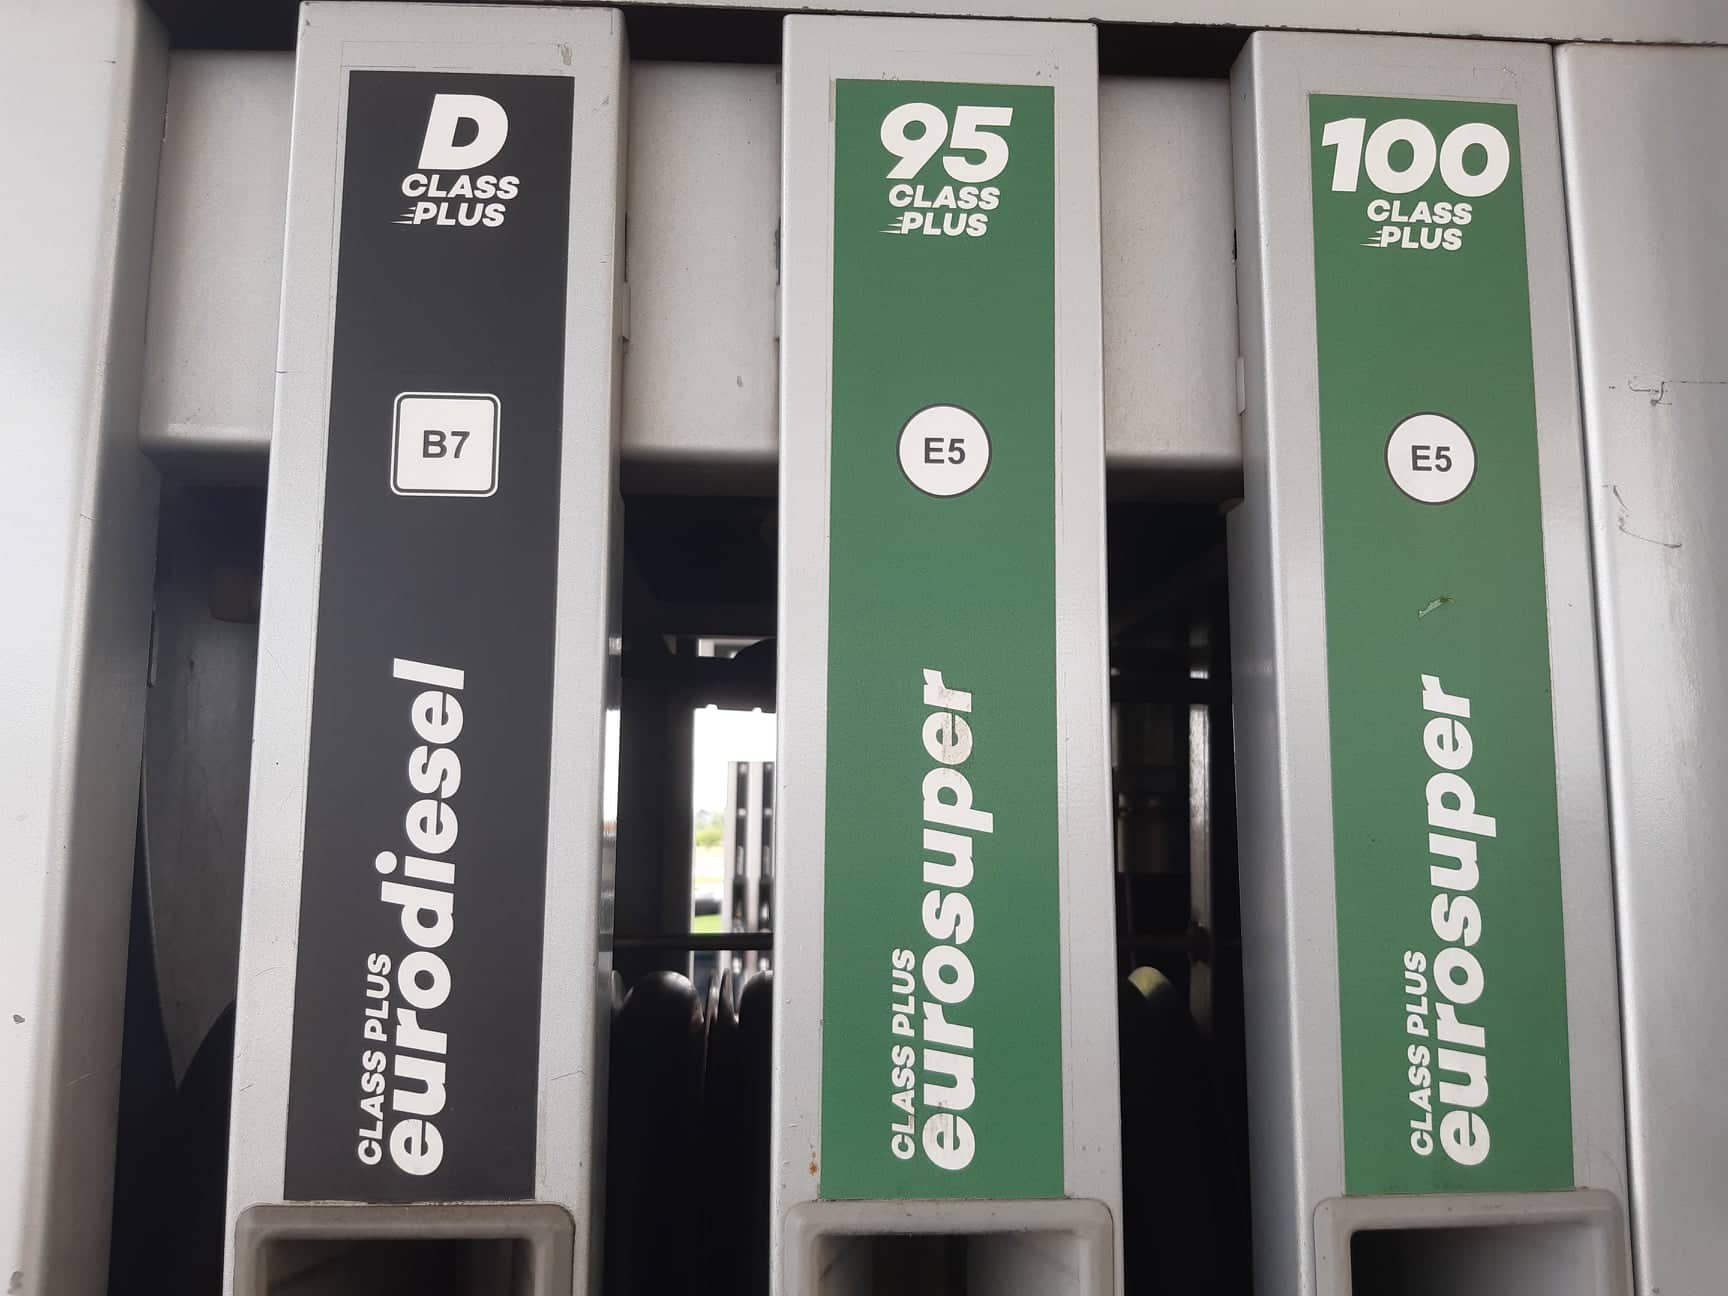 D
CLASS
PLUS
B7
CLASS PLUS
eurodiesel
95
CLASS
PLUS
E5
CLASS PLUS
eurosuper
100
CLASS
PLUS
E5
CLASS PLUS
eurosuper